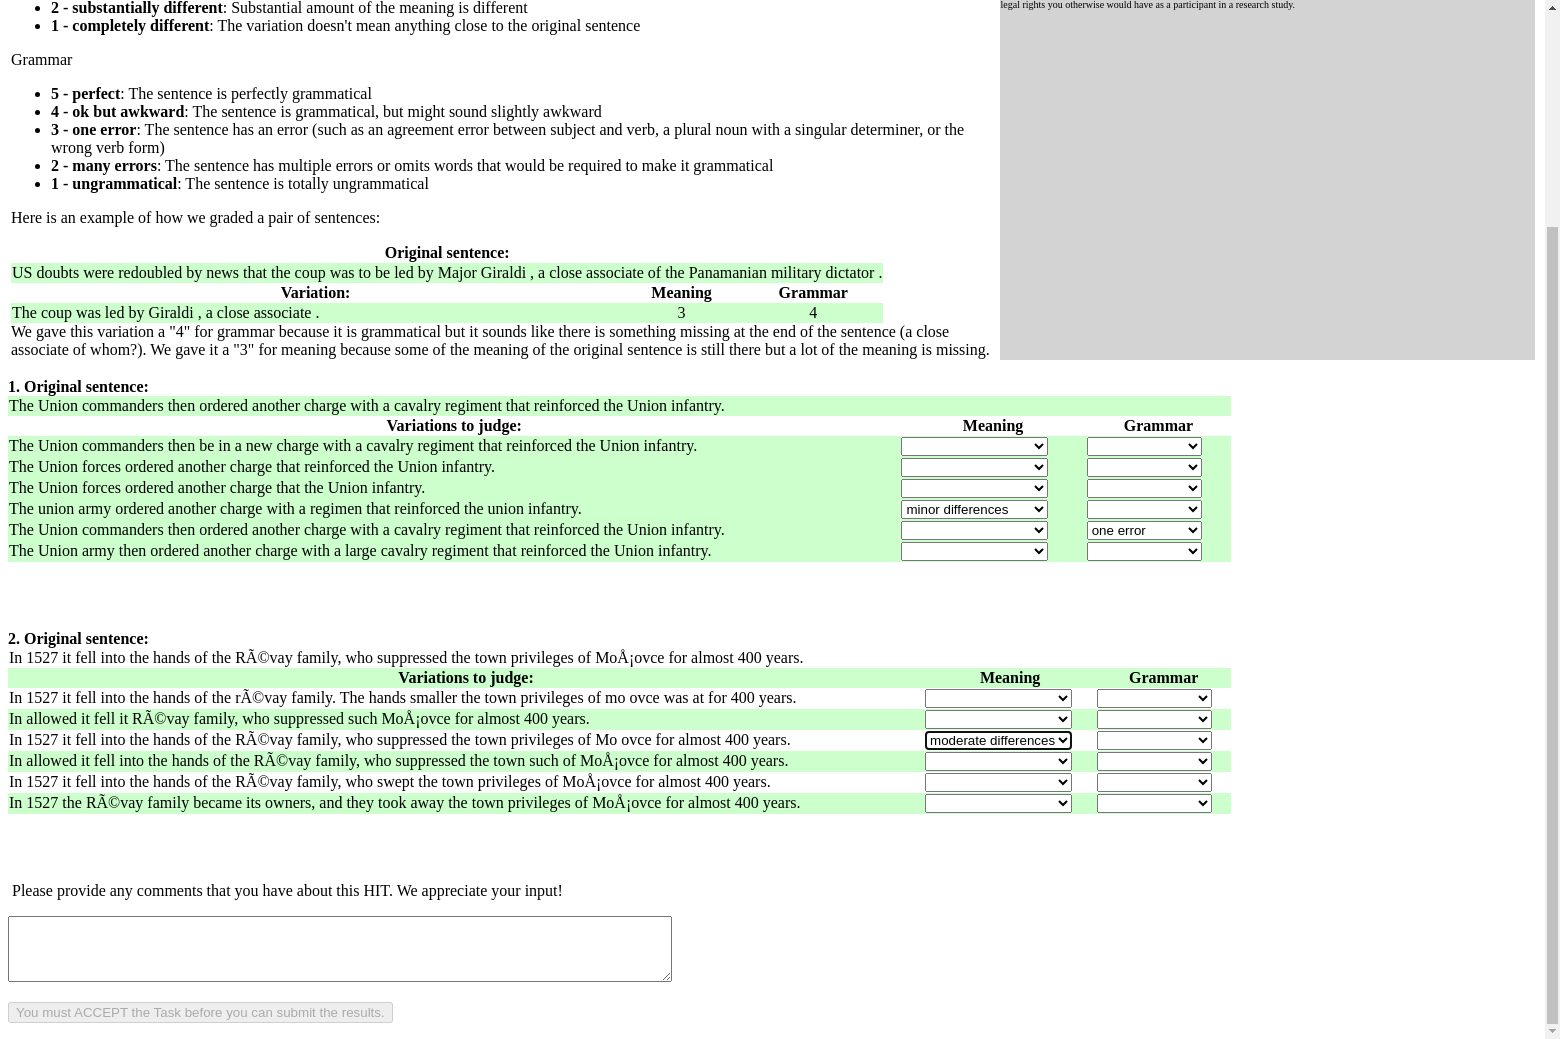 2 - substantially different: Substantial amount of the meaning is different
1 - completely different: The variation doesn't mean anything close to the original sentence
legal rights you otherwise would have as a participant in a research study.
Grammar
5 - perfect: The sentence is perfectly grammatical
4 - ok but awkward: The sentence is grammatical, but might sound slightly awkward
3 - one error: The sentence has an error (such as an agreement error between subject and verb, a plural noun with a singular determiner, or the
wrong verb form)
2 - many errors: The sentence has multiple errors or omits words that would be required to make it grammatical
1 - ungrammatical: The sentence is totally ungrammatical
Here is an example of how we graded a pair of sentences:
Original sentence:
US doubts were redoubled by news that the coup was to be led by Major Giraldi , a close associate of the Panamanian military dictator .
Variation: Meaning Grammar
The coup was led by Giraldi , a close associate . 3 4
We gave this variation a "4" for grammar because it is grammatical but it sounds like there is something missing at the end of the sentence (a close
associate of whom?). We gave it a "3" for meaning because some of the meaning of the original sentence is still there but a lot of the meaning is missing.
1. Original sentence:
The Union commanders then ordered another charge with a cavalry regiment that reinforced the Union infantry.
Variations to judge: Meaning Grammar
The Union commanders then be in a new charge with a cavalry regiment that reinforced the Union infantry.
The Union forces ordered another charge that reinforced the Union infantry.
The Union forces ordered another charge that the Union infantry.
The union army ordered another charge with a regimen that reinforced the union infantry. minor differences
The Union commanders then ordered another charge with a cavalry regiment that reinforced the Union infantry. one error
The Union army then ordered another charge with a large cavalry regiment that reinforced the Union infantry.
2. Original sentence:
In 1527 it fell into the hands of the RÃ©vay family, who suppressed the town privileges of MoÅ¡ovce for almost 400 years.
Variations to judge: Meaning Grammar
In 1527 it fell into the hands of the rÃ©vay family. The hands smaller the town privileges of mo ovce was at for 400 years.
In allowed it fell it RÃ©vay family, who suppressed such MoÅ¡ovce for almost 400 years.
In 1527 it fell into the hands of the RÃ©vay family, who suppressed the town privileges of Mo ovce for almost 400 years. moderate differences
In allowed it fell into the hands of the RÃ©vay family, who suppressed the town such of MoÅ¡ovce for almost 400 years.
In 1527 it fell into the hands of the RÃ©vay family, who swept the town privileges of MoÅ¡ovce for almost 400 years.
In 1527 the RÃ©vay family became its owners, and they took away the town privileges of MoÅ¡ovce for almost 400 years.
Please provide any comments that you have about this HIT. We appreciate your input!
You must ACCEPT the Task before you can submit the results.